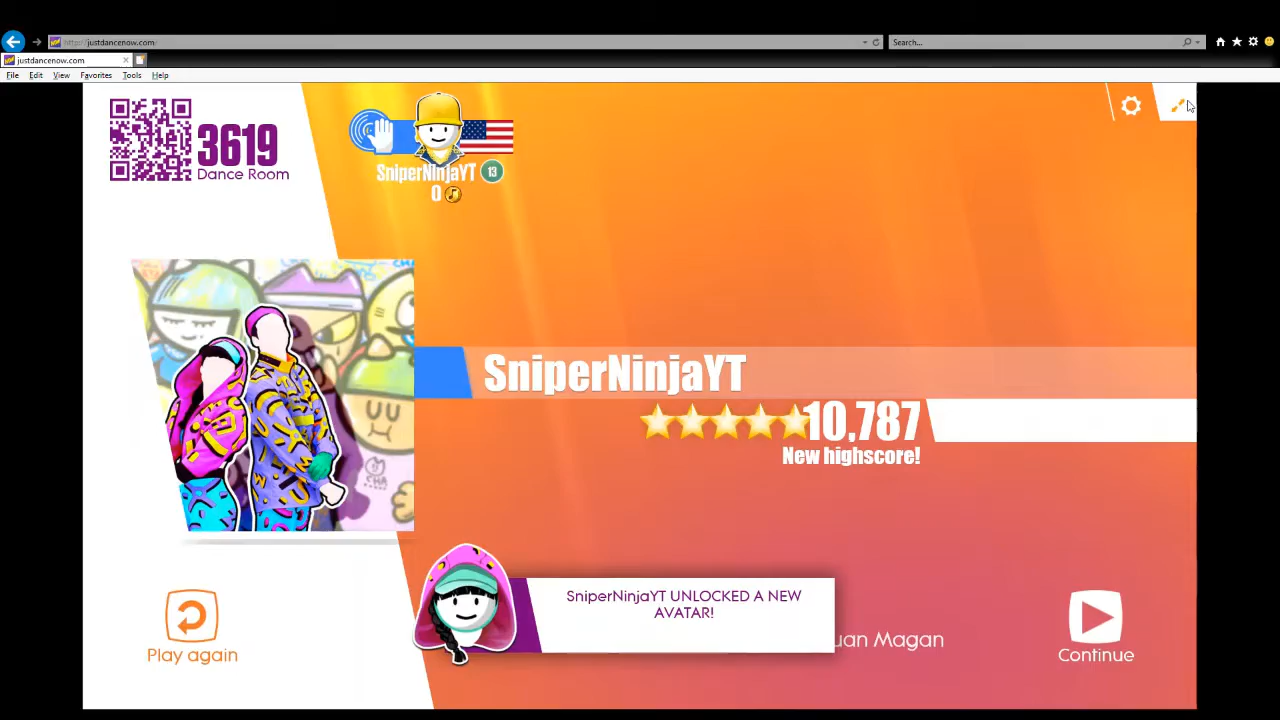 https://justdancenow.com/
Search...
justdancenow.com
File Edit View Favorites Tools Help
3619
Dance Room
SniperNinjaYT 13
0
SniperNinjaYT
10,787
New highscore!
SniperNinjaYT UNLOCKED A NEW
AVATAR!
uan Magan
Play again
Continue